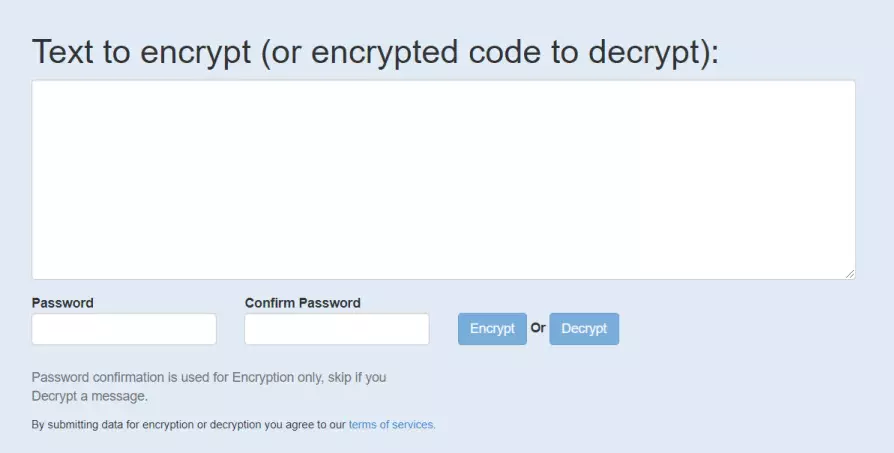 Text to encrypt (or encrypted code to decrypt):
Password
Confirm Password
Encrypt Or Decrypt
Password confirmation is used for Encryption only, skip if you
Decrypt a message.
By submitting data for encryption or decryption you agree to our terms of services.